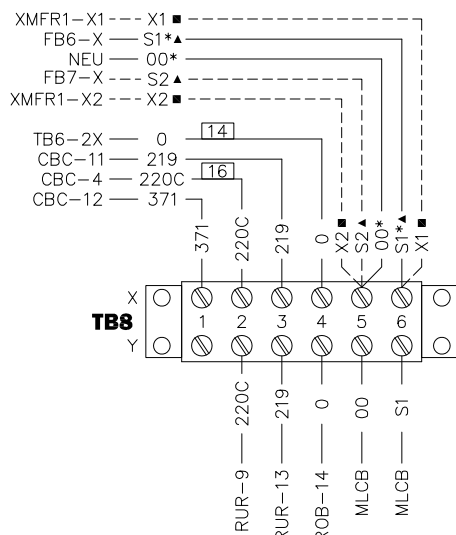 XMFR1-X1 X1 ■
FB6-X S1*▲
NEU 00*
FB7-X S2 ▲
XMFR1-X2 X2 ■
TB6-2X 0 14
CBC-11 219
CBC-4 220C 16
CBC-12 371
371 220C 219 0 X2 ■ S2 ▲ 00* S1*▲ X1 ■
X
TB8 1 2 3 4 5 6
Y
220C 219 0 00 S1
RUR-9 RUR-13 ROB-14 MLCB MLCB